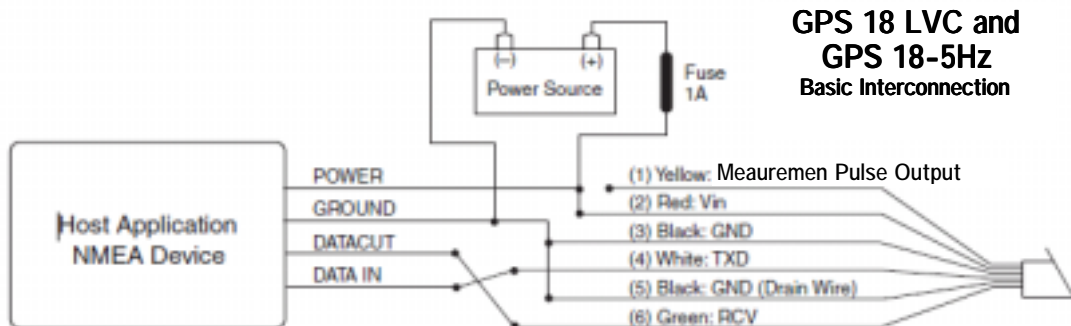 GPS 18 LVC and
GPS 18-5Hz
Basic Interconnection
(-)
(+)
Power Source
Fuse
1A
Host Application
NMEA Device
POWER
GROUND
DATACUT
DATA IN
(1) Yellow: Meauremen Pulse Output
(2) Red: Vin
(3) Black: GND
(4) White: TXD
(5) Black: GND (Drain Wire)
(6) Green: RCV